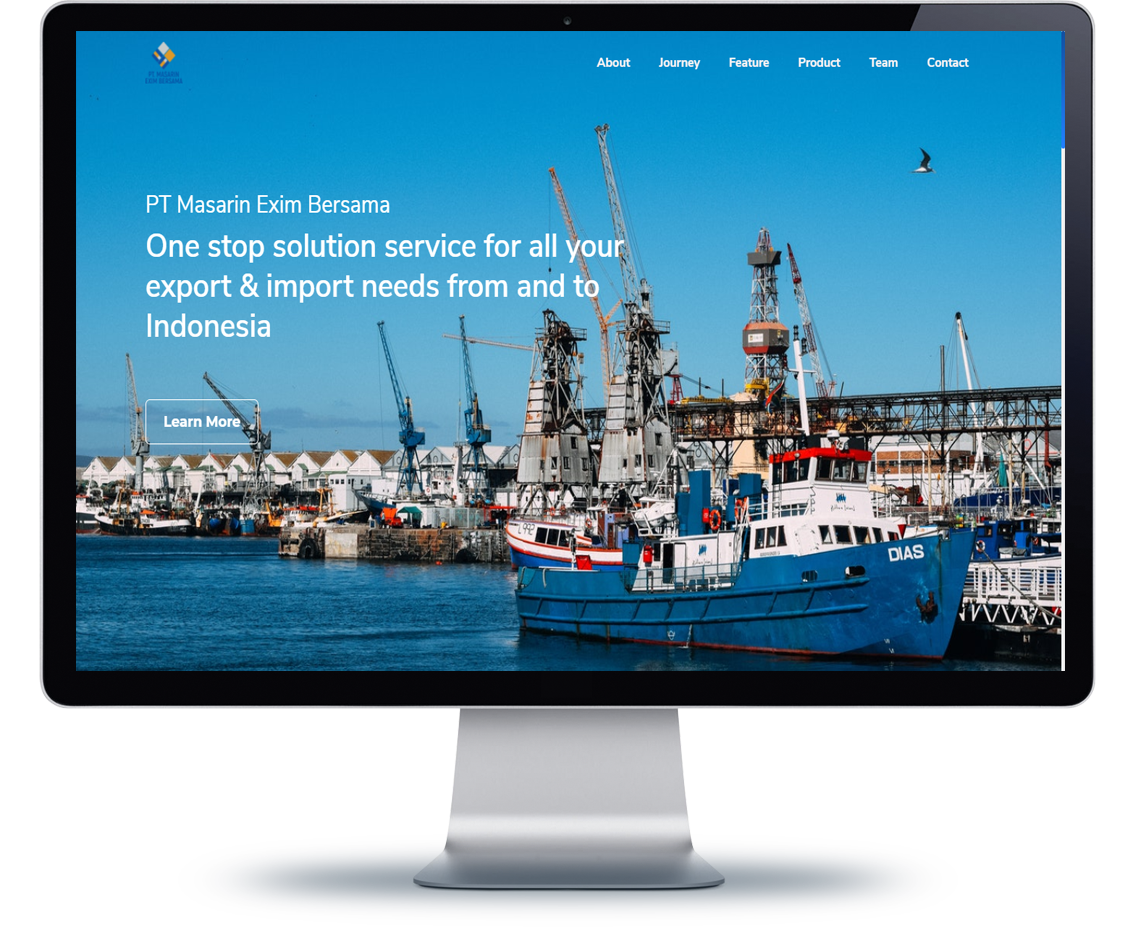 PT MASARIN
EXIM BERSAMA
About Journey Feature Product Team Contact
PT Masarin Exim Bersama
One stop solution service for all your
export & import needs from and to
Indonesia
Learn More
DIAS